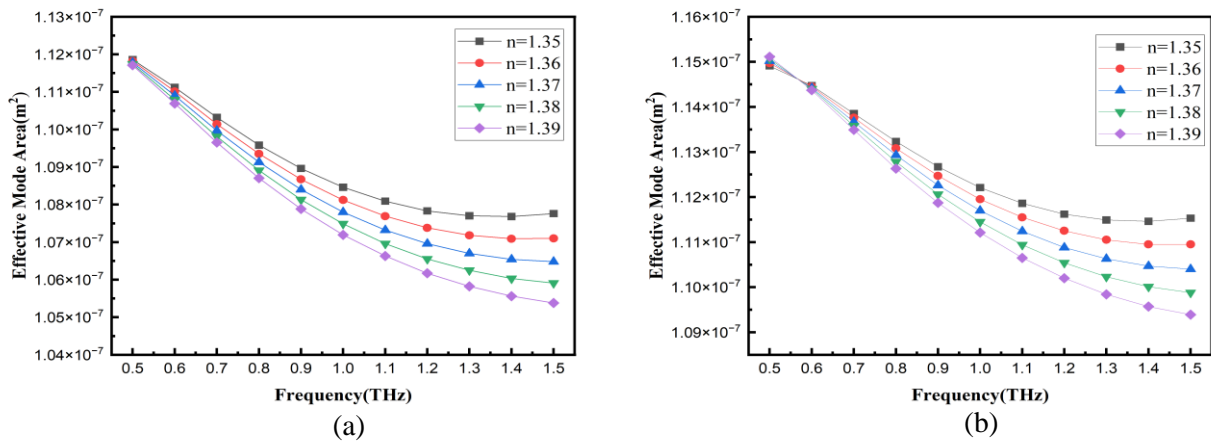 1.13×10⁻⁷
1.12×10⁻⁷
1.11×10⁻⁷
1.10×10⁻⁷
1.09×10⁻⁷
1.08×10⁻⁷
1.07×10⁻⁷
1.06×10⁻⁷
1.05×10⁻⁷
1.04×10⁻⁷
Effective Mode Area(m²)
n=1.35
n=1.36
n=1.37
n=1.38
n=1.39
0.5 0.6 0.7 0.8 0.9 1.0 1.1 1.2 1.3 1.4 1.5
Frequency(THz)
(a)
1.16×10⁻⁷
1.15×10⁻⁷
1.14×10⁻⁷
1.13×10⁻⁷
1.12×10⁻⁷
1.11×10⁻⁷
1.10×10⁻⁷
1.09×10⁻⁷
Effective Mode Area(m²)
n=1.35
n=1.36
n=1.37
n=1.38
n=1.39
0.5 0.6 0.7 0.8 0.9 1.0 1.1 1.2 1.3 1.4 1.5
Frequency(THz)
(b)